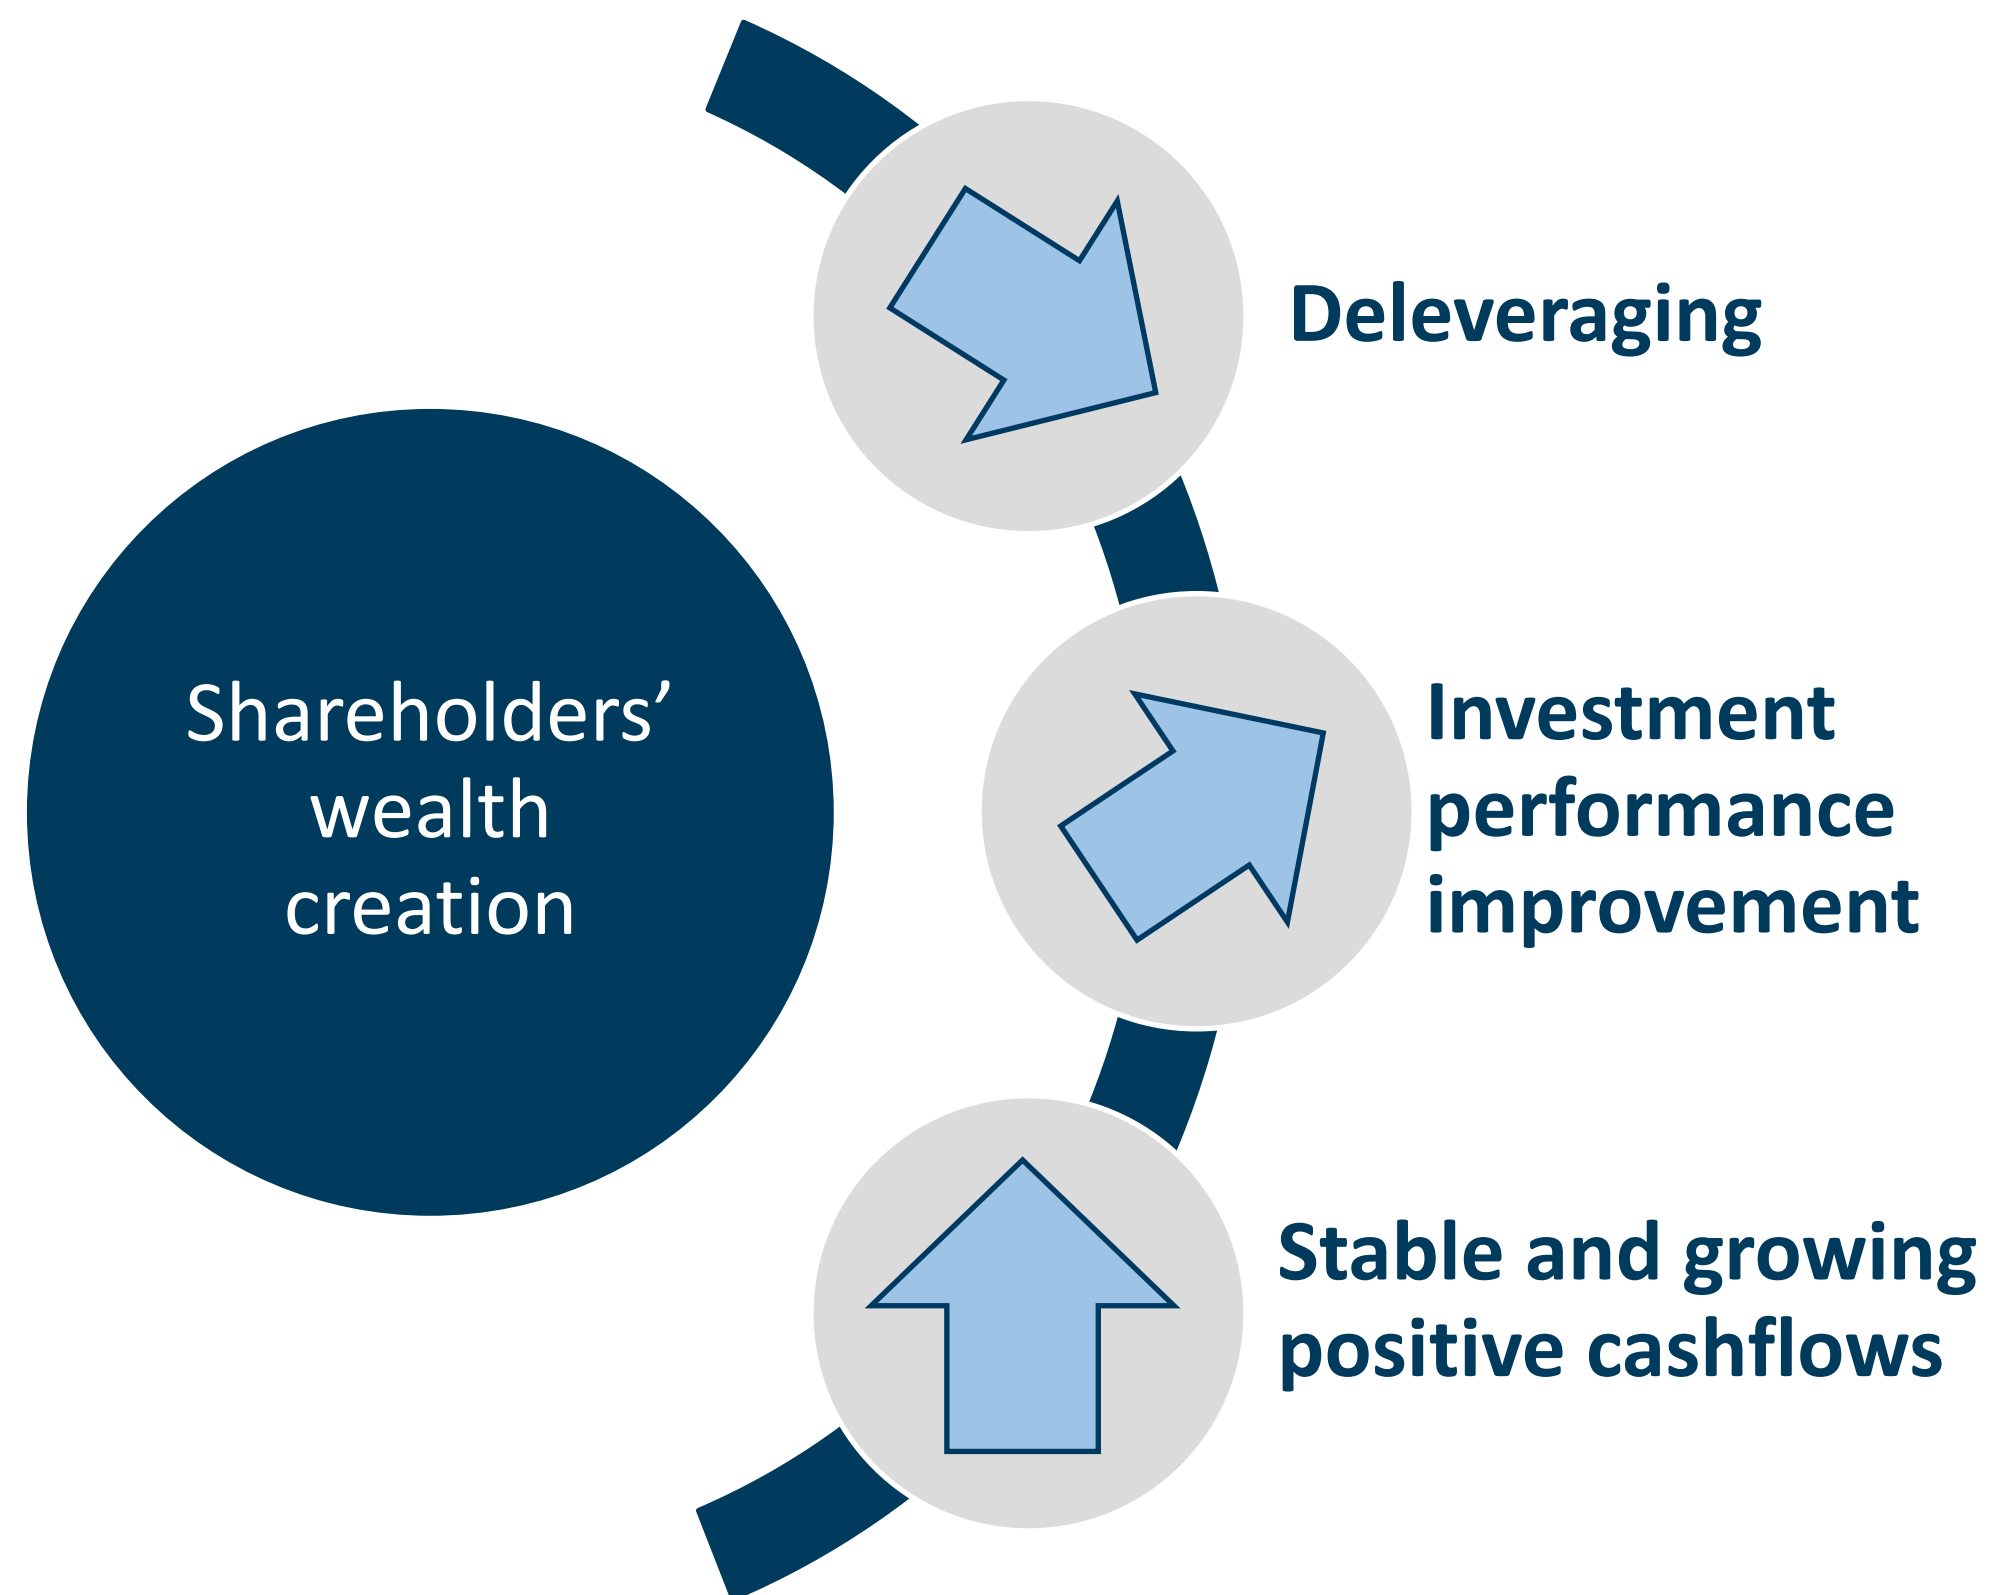 Shareholders’
wealth
creation
Deleveraging
Investment
performance
improvement
Stable and growing
positive cashflows